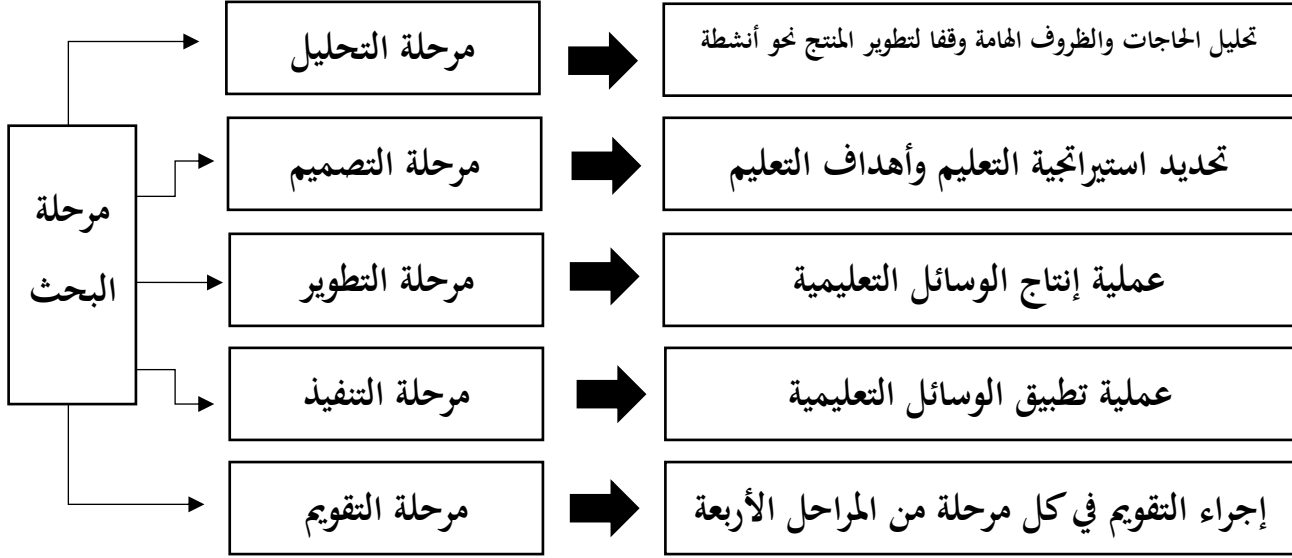 مرحلة
البحث
مرحلة التحليل
تحليل الحاجات والظروف الهامة وقفا لتطوير المنتج نحو أنشطة
مرحلة التصميم
تحديد استيراتجية التعليم وأهداف التعليم
مرحلة التطوير
عملية إنتاج الوسائل التعليمية
مرحلة التنفيذ
عملية تطبيق الوسائل التعليمية
مرحلة التقويم
إجراء التقويم في كل مرحلة من المراحل الأربعة